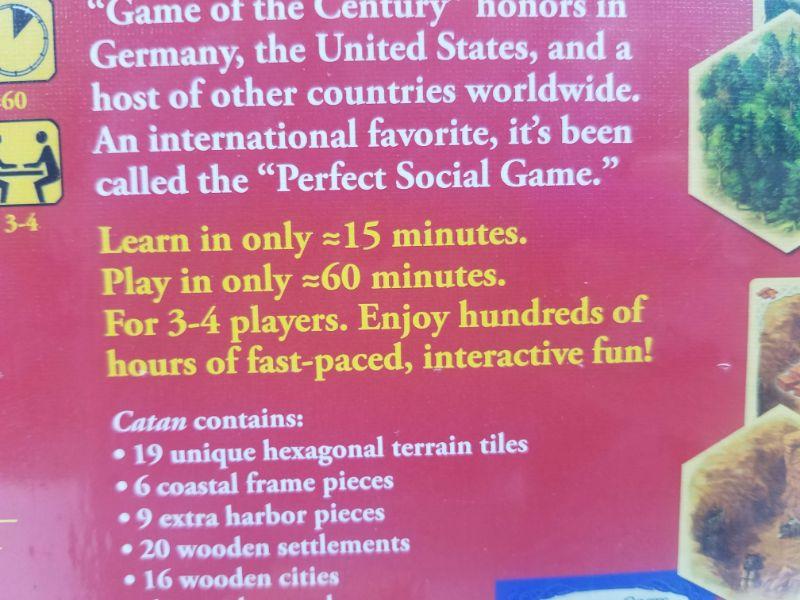 "Game of the Century" honors in
Germany, the United States, and a
host of other countries worldwide.
An international favorite, it's been
called the "Perfect Social Game."
60
3-4
Learn in only ≈15 minutes.
Play in only ≈60 minutes.
For 3-4 players. Enjoy hundreds of
hours of fast-paced, interactive fun!
Catan contains:
• 19 unique hexagonal terrain tiles
• 6 coastal frame pieces
• 9 extra harbor pieces
• 20 wooden settlements
• 16 wooden cities